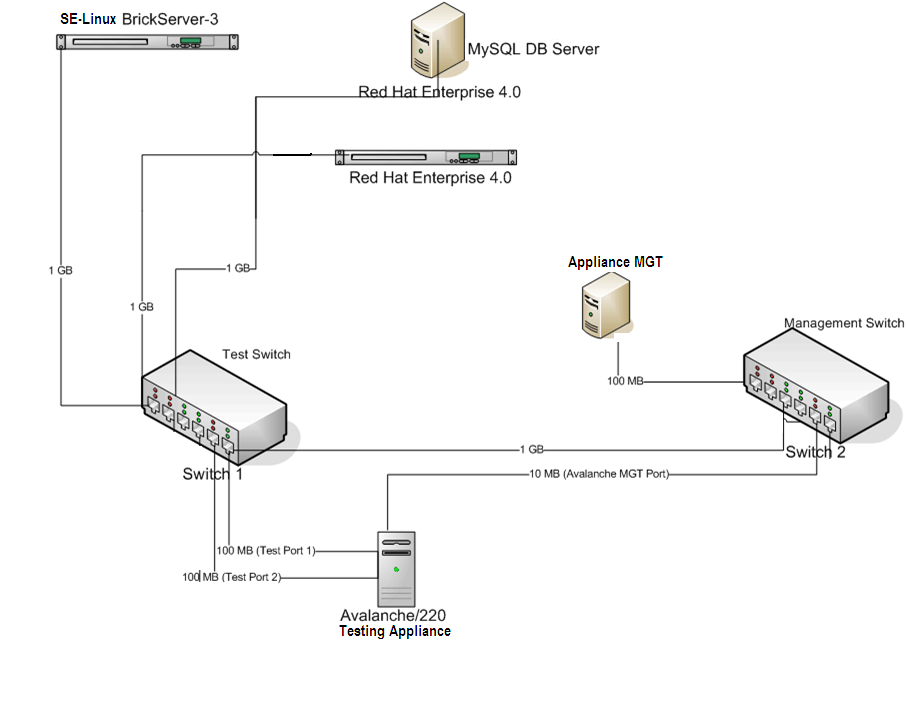 SE-Linux BrickServer-3
MySQL DB Server
Red Hat Enterprise 4.0
Red Hat Enterprise 4.0
1 GB
1 GB
1 GB
Appliance MGT
Management Switch
Test Switch
100 MB
1 GB
Switch 2
Switch 1
10 MB (Avalanche MGT Port)
100 MB (Test Port 1)
100 MB (Test Port 2)
Avalanche/220
Testing Appliance